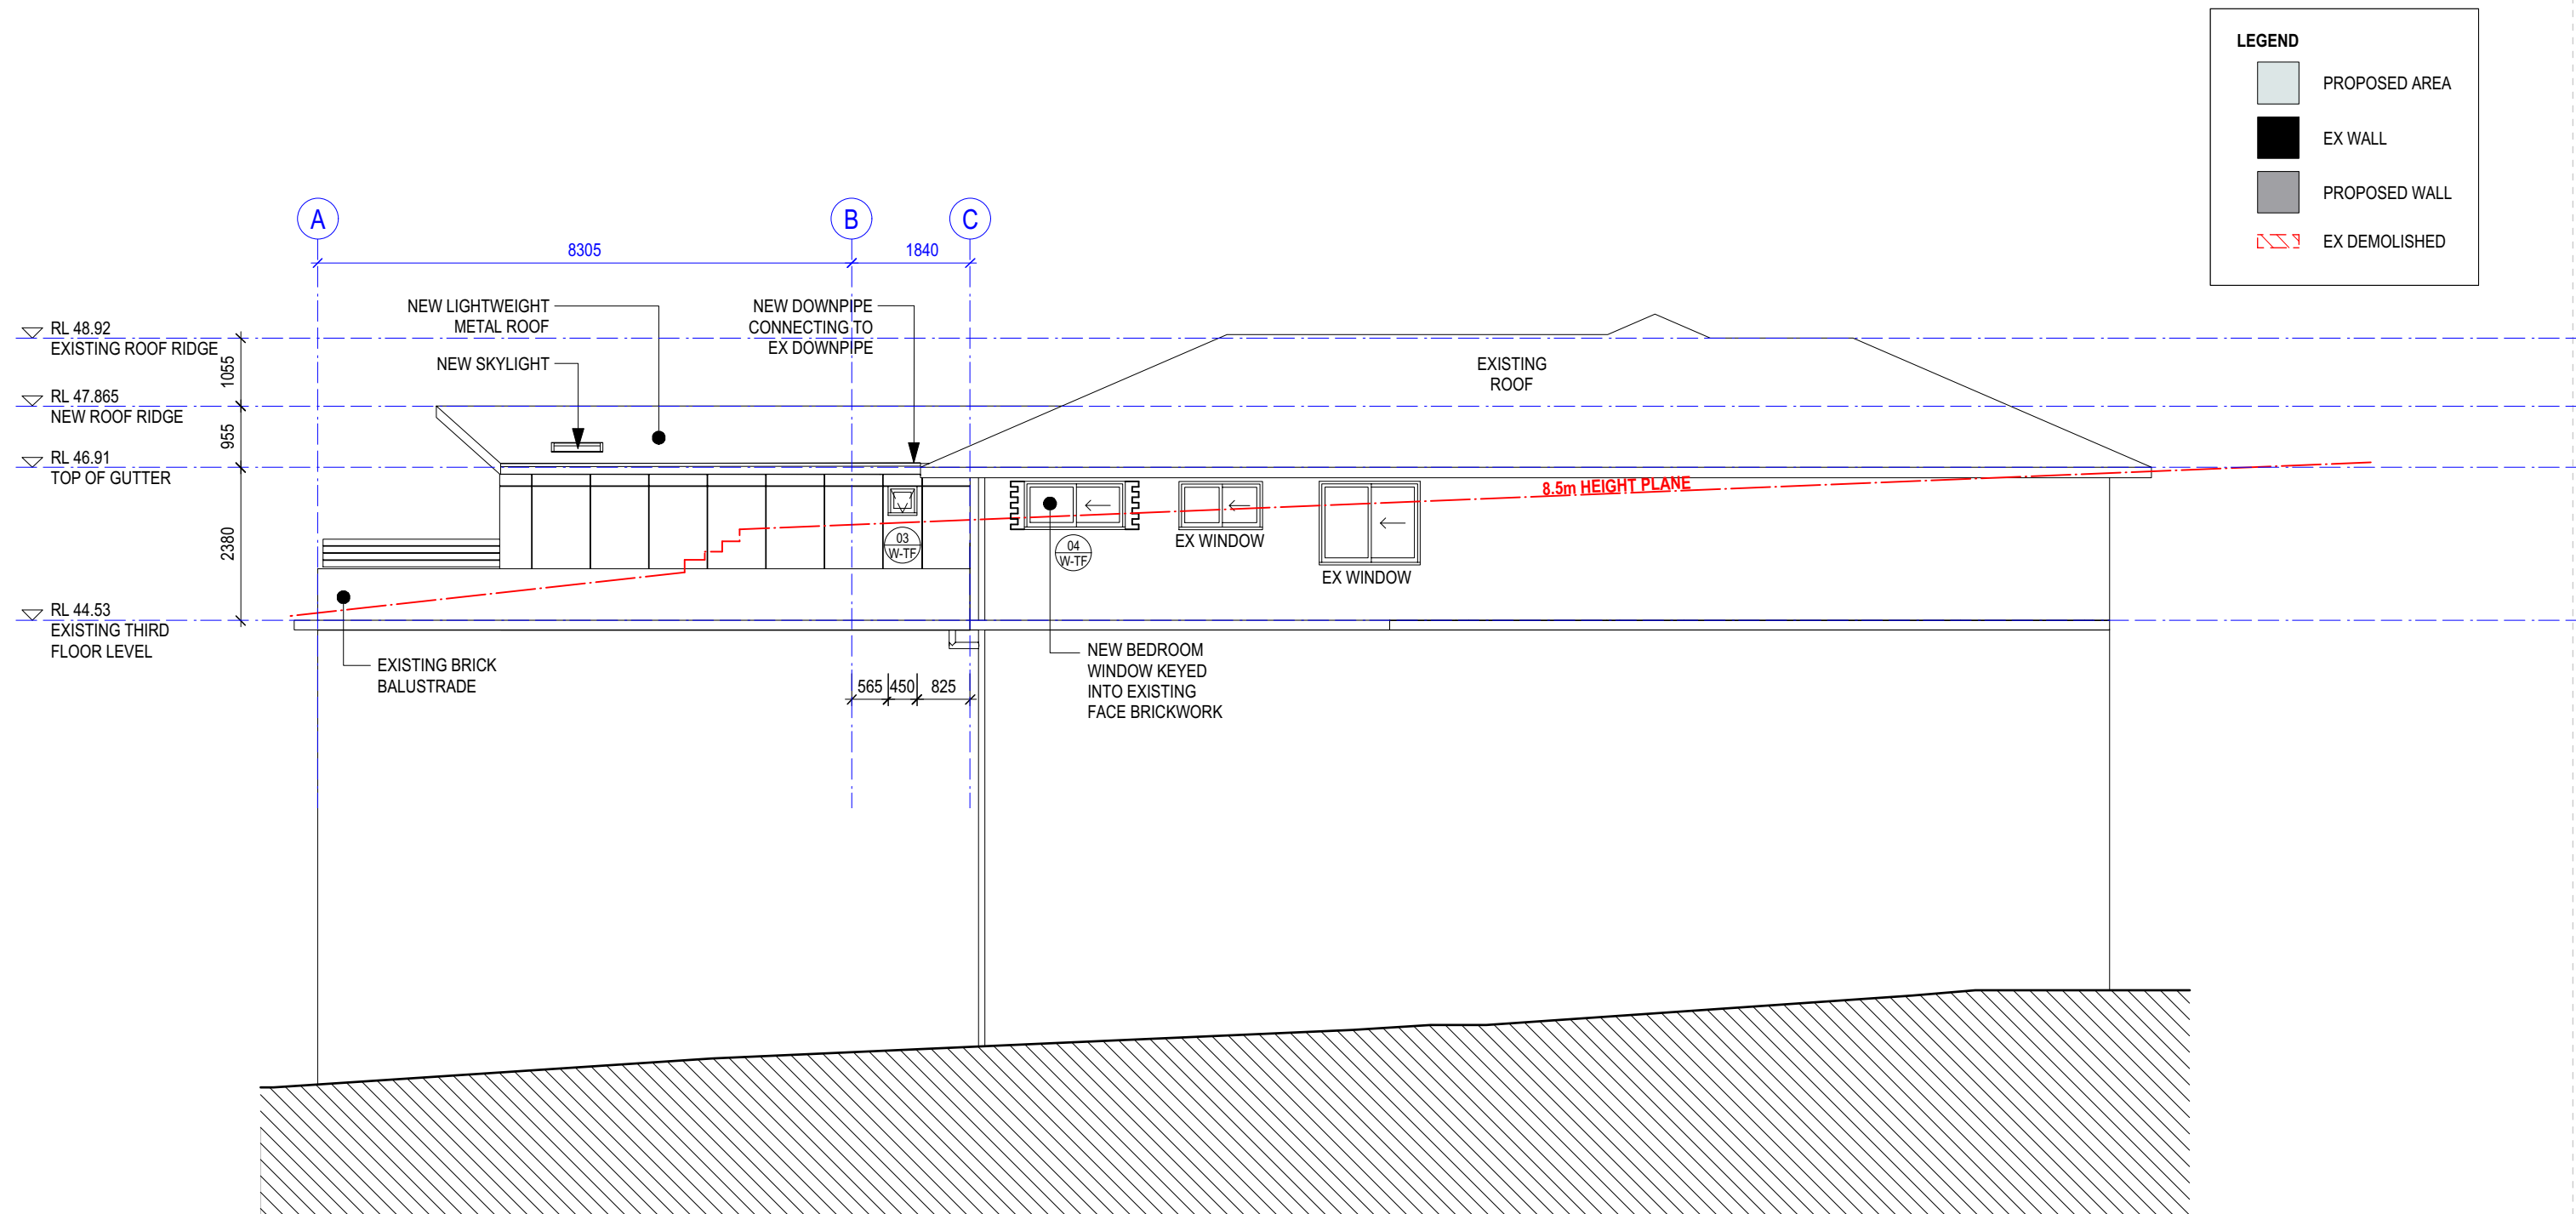 LEGEND
PROPOSED AREA
EX WALL
PROPOSED WALL
EX DEMOLISHED
A
B
C
8305
1840
NEW LIGHTWEIGHT
METAL ROOF
NEW DOWNPIPE
CONNECTING TO
EX DOWNPIPE
NEW SKYLIGHT
RL 48.92
EXISTING ROOF RIDGE
1055
RL 47.865
NEW ROOF RIDGE
955
RL 46.91
TOP OF GUTTER
2380
RL 44.53
EXISTING THIRD
FLOOR LEVEL
EXISTING
ROOF
8.5m HEIGHT PLANE
03
W-TF
04
W-TF
EX WINDOW
EX WINDOW
EXISTING BRICK
BALUSTRADE
565
450
825
NEW BEDROOM
WINDOW KEYED
INTO EXISTING
FACE BRICKWORK